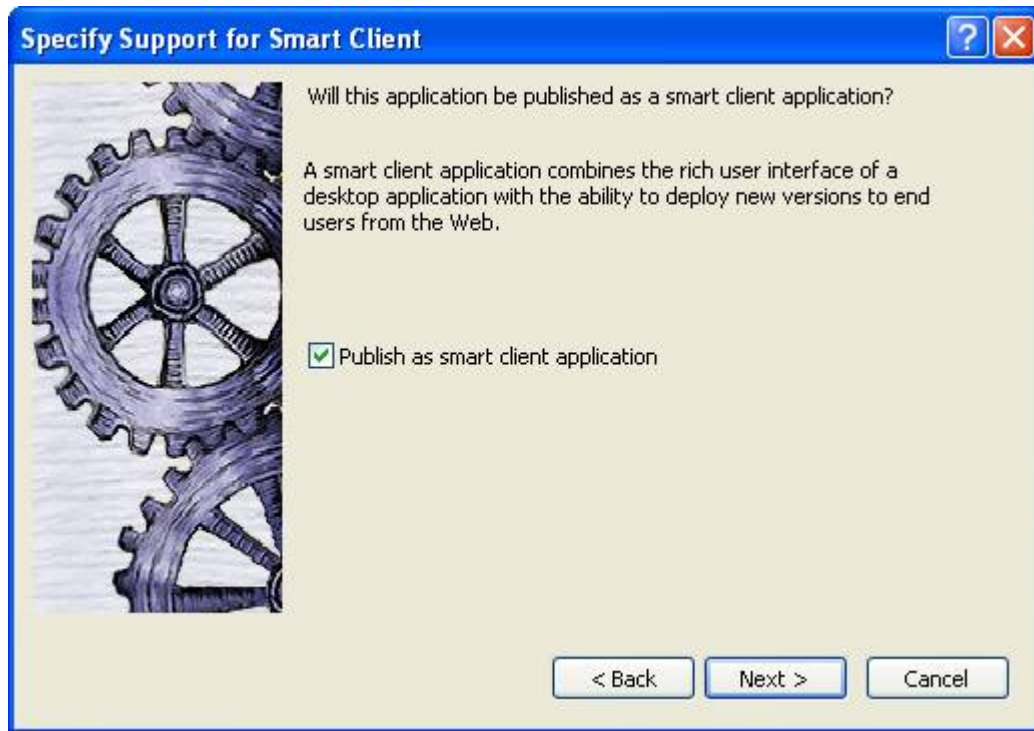 Specify Support for Smart Client
Will this application be published as a smart client application?
A smart client application combines the rich user interface of a
desktop application with the ability to deploy new versions to end
users from the Web.
Publish as smart client application
< Back
Next >
Cancel